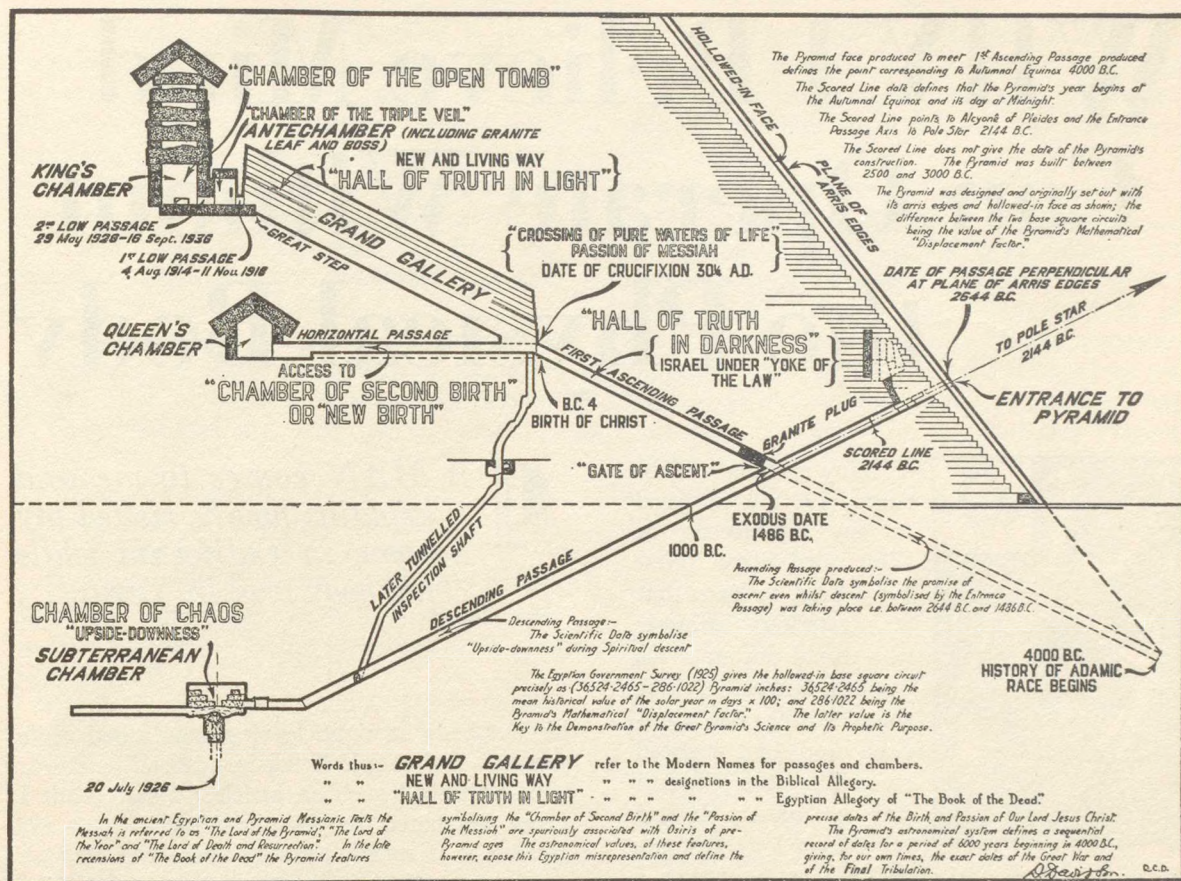 "CHAMBER OF THE OPEN TOMB"
"CHAMBER OF THE TRIPLE VEIL"
ANTECHAMBER (INCLUDING GRANITE
LEAF AND BOSS)
KING'S
CHAMBER
NEW AND LIVING WAY
"HALL OF TRUTH IN LIGHT"
2ND LOW PASSAGE
29 May 1928-16 Sept. 1936
1ST LOW PASSAGE
4 Aug. 1914-11 Nov. 1918
GREAT STEP
GRAND GALLERY
"CROSSING OF PURE WATERS OF LIFE"
PASSION OF MESSIAH
DATE OF CRUCIFIXION 30¼ A.D.
QUEEN'S
CHAMBER
HORIZONTAL PASSAGE
ACCESS TO
"CHAMBER OF SECOND BIRTH"
OR "NEW BIRTH"
B.C. 4
BIRTH OF CHRIST
"HALL OF TRUTH
IN DARKNESS"
ISRAEL UNDER "YOKE OF
THE LAW"
FIRST ASCENDING PASSAGE
HOLLOWED-IN FACE
PLANE OF
ARRIS EDGES
The Pyramid face produced to meet 1st Ascending Passage produced
defines the point corresponding to Autumnal Equinox 4000 B.C.
The Scored Line date defines that the Pyramid's year begins at
the Autumnal Equinox and its day at Midnight.
The Scored Line points to Alcyone of Pleides and the Entrance
Passage Axis to Pole Star 2144 B.C.
The Scored Line does not give the date of the Pyramid's
construction. The Pyramid was built between
2500 and 3000 B.C.
The Pyramid was designed and originally set out with
its arris edges and hollowed-in face as shown; the
difference between the two base square circuits
being the value of the Pyramid's Mathematical
"Displacement Factor."
DATE OF PASSAGE PERPENDICULAR
AT PLANE OF ARRIS EDGES
2644 B.C.
TO POLE STAR
2144 B.C.
ENTRANCE TO
PYRAMID
GRANITE PLUG
SCORED LINE
2144 B.C.
"GATE OF ASCENT"
EXODUS DATE
1486 B.C.
1000 B.C.
LATER TUNNELLED
INSPECTION SHAFT
DESCENDING PASSAGE
Ascending Passage produced:-
The Scientific Data symbolise the promise of
ascent even whilst descent (symbolised by the Entrance
Passage) was taking place i.e. between 2644 B.C. and 1486 B.C.
4000 B.C.
HISTORY OF ADAMIC
RACE BEGINS
CHAMBER OF CHAOS
"UPSIDE-DOWNNESS"
SUBTERRANEAN
CHAMBER
20 July 1926
Descending Passage:-
The Scientific Data symbolise
"Upside-downness" during Spiritual descent
The Egyptian Government Survey (1925) gives the hollowed-in base square circuit
precisely as (36524·2465-286·1022) Pyramid inches: 36524·2465 being the
mean historical value of the solar year in days x 100; and 286·1022 being the
Pyramid's Mathematical "Displacement Factor." The latter value is the
Key to the Demonstration of the Great Pyramid's Science and Its Prophetic Purpose.
Words thus:- GRAND GALLERY refer to the Modern Names for passages and chambers.
" " NEW AND LIVING WAY " " " designations in the Biblical Allegory.
" " "HALL OF TRUTH IN LIGHT" - " " " " " Egyptian Allegory of "The Book of the Dead."
In the ancient Egyptian and Pyramid Messianic Texts the
Messiah is referred to as "The Lord of the Pyramid," "The Lord of
the Year" and "The Lord of Death and Resurrection." In the late
recensions of "The Book of the Dead" the Pyramid features
symbolising the "Chamber of Second Birth" and the "Passion of
the Messiah" are spuriously associated with Osiris of pre-
Pyramid ages. The astronomical values, of these features,
however, expose this Egyptian misrepresentation and define the
precise dates of the Birth, and Passion of Our Lord Jesus Christ.
The Pyramid's astronomical system defines a sequential
record of dates for a period of 6000 years beginning in 4000 B.C.,
giving, for our own times, the exact dates of the Great War and
of the Final Tribulation.
D. Davidson.
D.C.D.